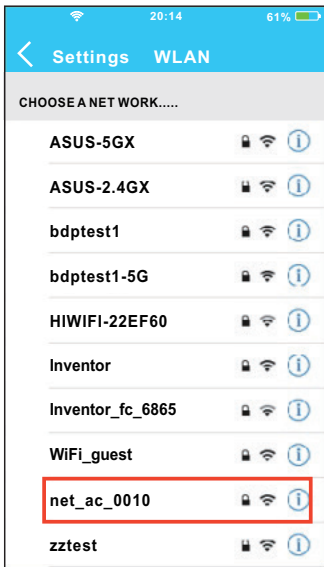 20:14 61%
Settings WLAN
CHOOSE A NET WORK.....
ASUS-5GX
ASUS-2.4GX
bdptest1
bdptest1-5G
HIWIFI-22EF60
Inventor
Inventor_fc_6865
WiFi_guest
net_ac_0010
zztest